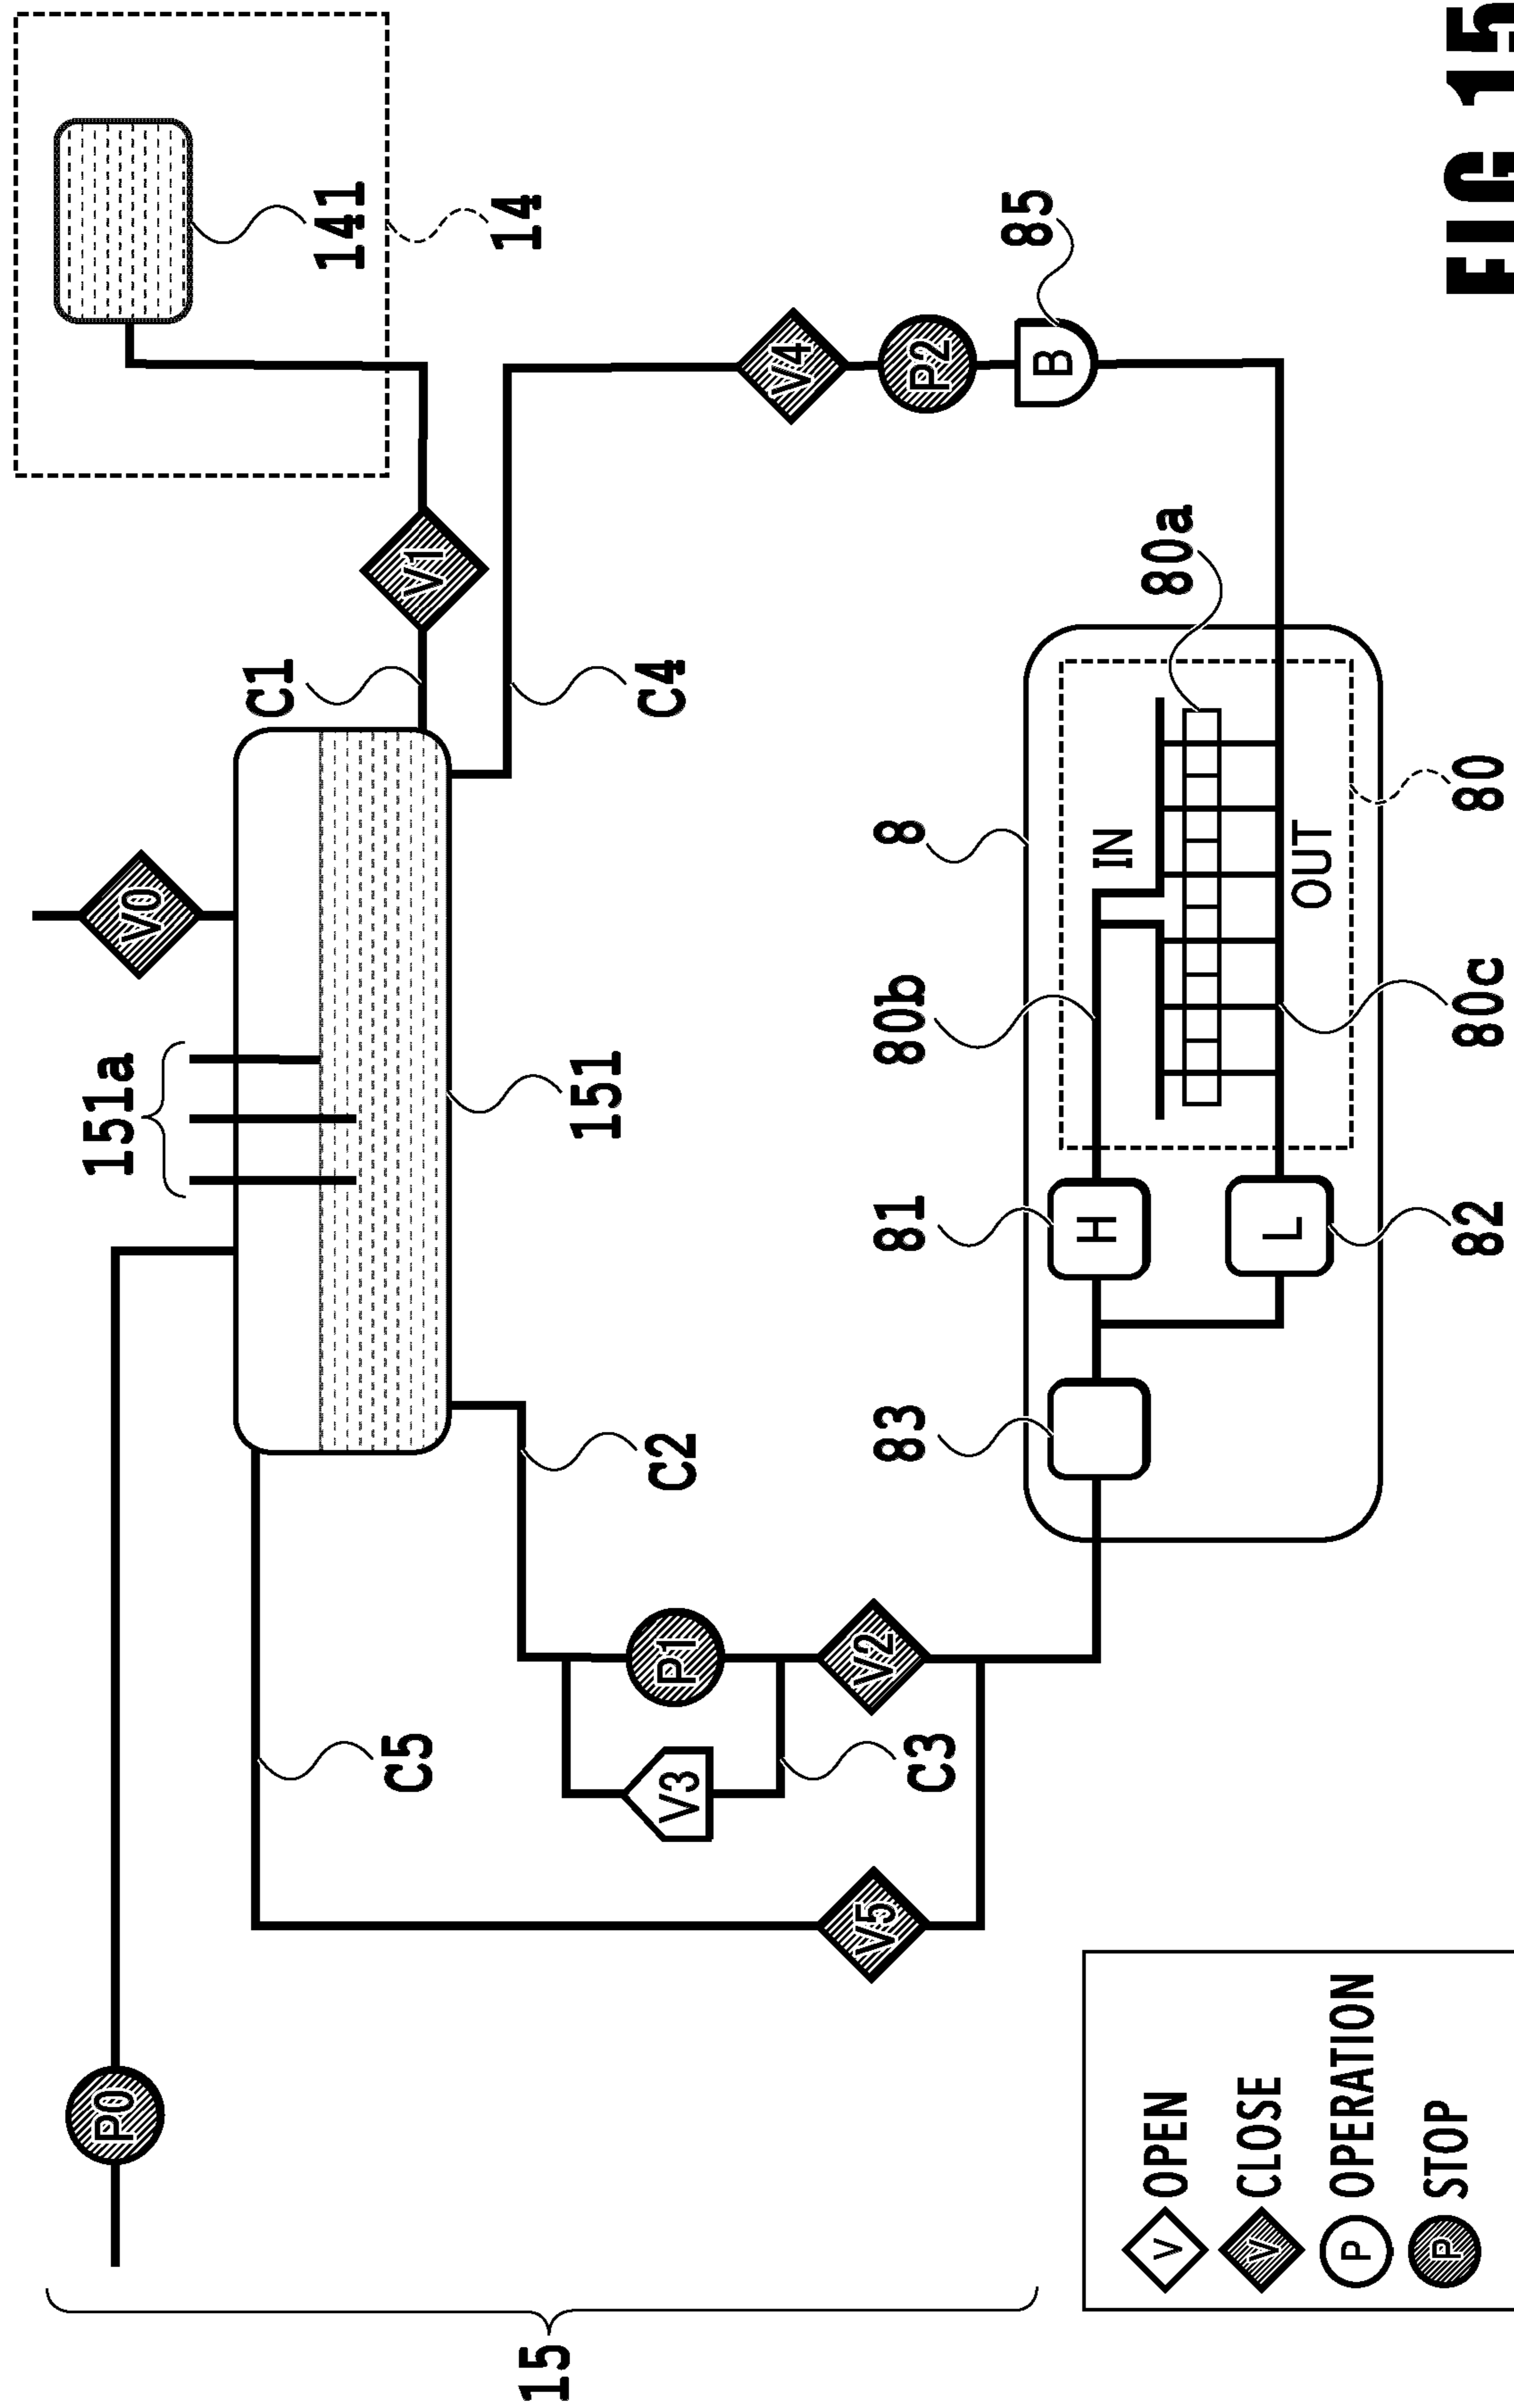 141
14
V0
V1
C1
C4
151a
151
P0
C5
C2
P1
V3
C3
V2
V5
V4
P2
B
85
8
80a
IN
OUT
80
80b
80c
81
H
L
82
83
15
V OPEN
V CLOSE
P OPERATION
P STOP
FIG.15